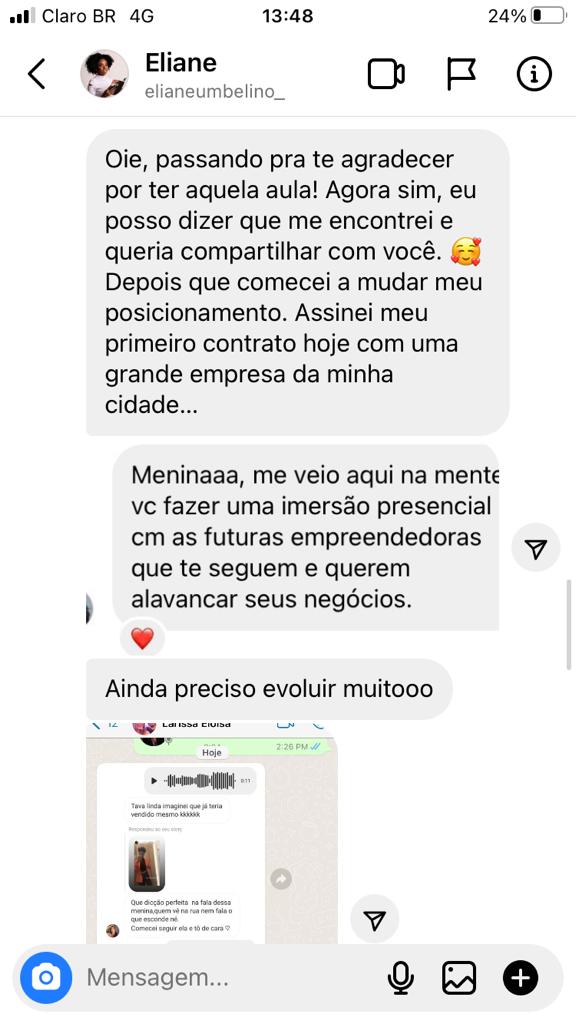 Claro BR 4G 13:48 24%
Eliane
elianeumbelino_
Oie, passando pra te agradecer
por ter aquela aula! Agora sim, eu
posso dizer que me encontrei e
queria compartilhar com você. 🥰
Depois que comecei a mudar meu
posicionamento. Assinei meu
primeiro contrato hoje com uma
grande empresa da minha
cidade...
Meninaaa, me veio aqui na mente
vc fazer uma imersão presencial
cm as futuras empreendedoras
que te seguem e querem
alavancar seus negócios.
❤️
Ainda preciso evoluir muitooo
12 Larissa Eloisa
2:26 PM
Hoje
0:11
Tava linda imaginei que já teria
vendido mesmo kkkkkk
Respondeu ao seu story
Que dicção perfeita na fala dessa
menina,quem vê na rua nem fala o
que esconde né.
Comecei seguir ela e tô de cara ♡
Mensagem...